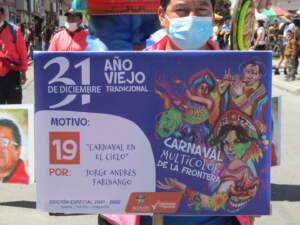 31
DE DICIEMBRE
AÑO
VIEJO
TRADICIONAL
MOTIVO:
19
"CARNAVAL EN
EL CIELO"
POR:
JORGE ANDRÉS
FARINANGO
CARNAVAL
MULTICOLOR
DE LA FRONTERA